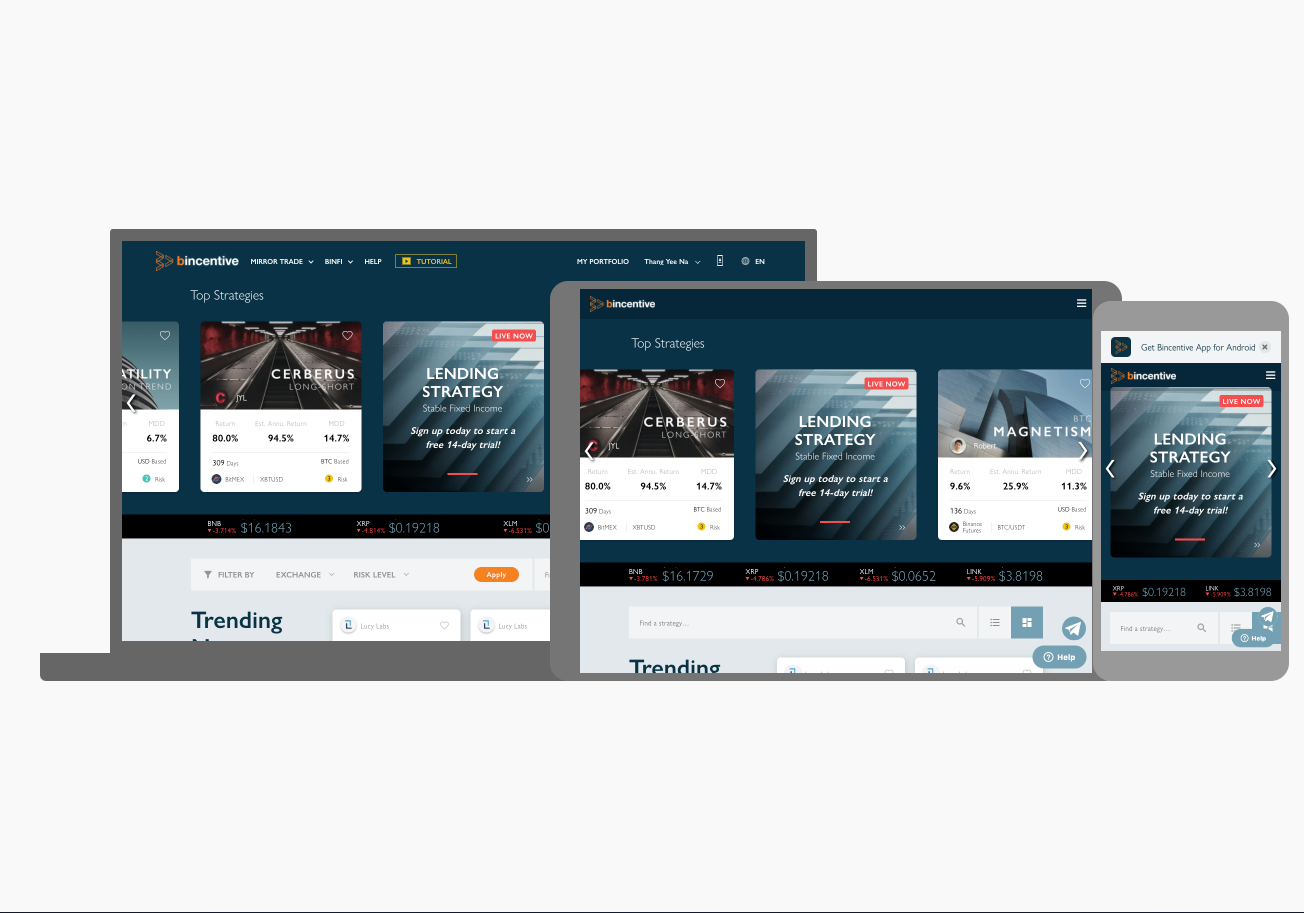 bincentive
MIRROR TRADE
BINFI
HELP
TUTORIAL
MY PORTFOLIO
Thang Yee Na
EN
Top Strategies
ATILITY
ON TREND
MDD
6.7%
USD Based
2 Risk
CERBERUS
LONG-SHORT
JYL
Return Est. Annu. Return MDD
80.0% 94.5% 14.7%
309 Days BTC Based
BitMEX XBTUSD 3 Risk
LIVE NOW
LENDING
STRATEGY
Stable Fixed Income
Sign up today to start a
free 14-day trial!
BNB
-3.714% $16.1843
XRP
-4.814% $0.19218
XLM
-6.531% $0
FILTER BY EXCHANGE RISK LEVEL Apply
Trending
Lucy Labs
Lucy Labs
bincentive
Top Strategies
CERBERUS
LONG-SHORT
JYL
Return Est. Annu. Return MDD
80.0% 94.5% 14.7%
309 Days BTC Based
BitMEX XBTUSD 3 Risk
LIVE NOW
LENDING
STRATEGY
Stable Fixed Income
Sign up today to start a
free 14-day trial!
BTC
MAGNETISM
Robert
Return Est. Annu. Return MDD
9.6% 25.9% 11.3%
136 Days USD Based
Binance
Futures BTC/USDT 3 Risk
BNB
-3.781% $16.1729
XRP
-4.786% $0.19218
XLM
-6.531% $0.0652
LINK
-5.909% $3.8198
Find a strategy...
Trending
Help
Get Bincentive App for Android
bincentive
LIVE NOW
LENDING
STRATEGY
Stable Fixed Income
Sign up today to start a
free 14-day trial!
XRP
-4.786% $0.19218
LINK
-5.909% $3.8198
Find a strategy...
Help